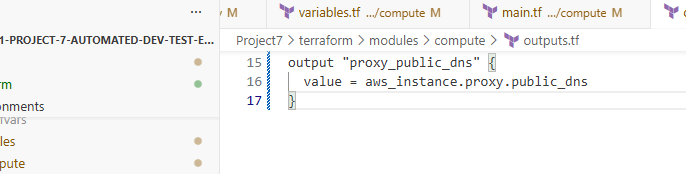 M
variables.tf .../compute M
main.tf .../compute M
1-PROJECT-7-AUTOMATED-DEV-TEST-E...
Project7 > terraform > modules > compute > outputs.tf
rm
onments
les
pute
15 output "proxy_public_dns" {
16 value = aws_instance.proxy.public_dns
17 }